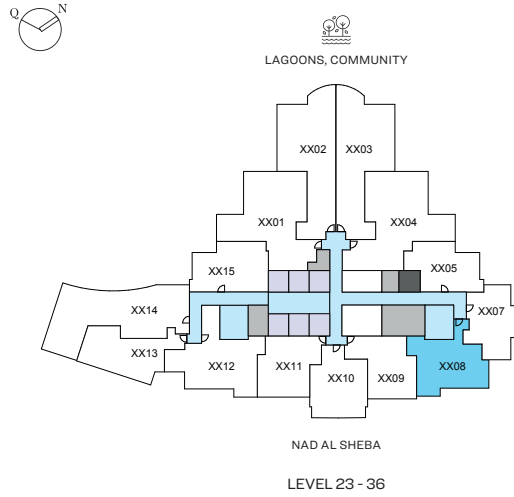 Q N
LAGOONS, COMMUNITY
XX02 XX03
XX01 XX04
XX15 XX05
XX14 XX07
XX13 XX12 XX11 XX10 XX09 XX08
NAD AL SHEBA
LEVEL 23 - 36